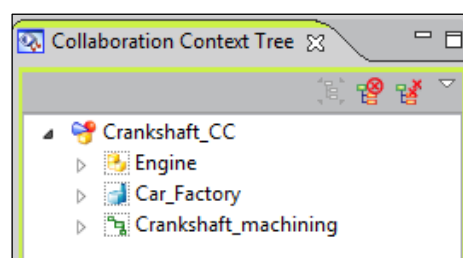 Collaboration Context Tree
Crankshaft_CC
Engine
Car_Factory
Crankshaft_machining